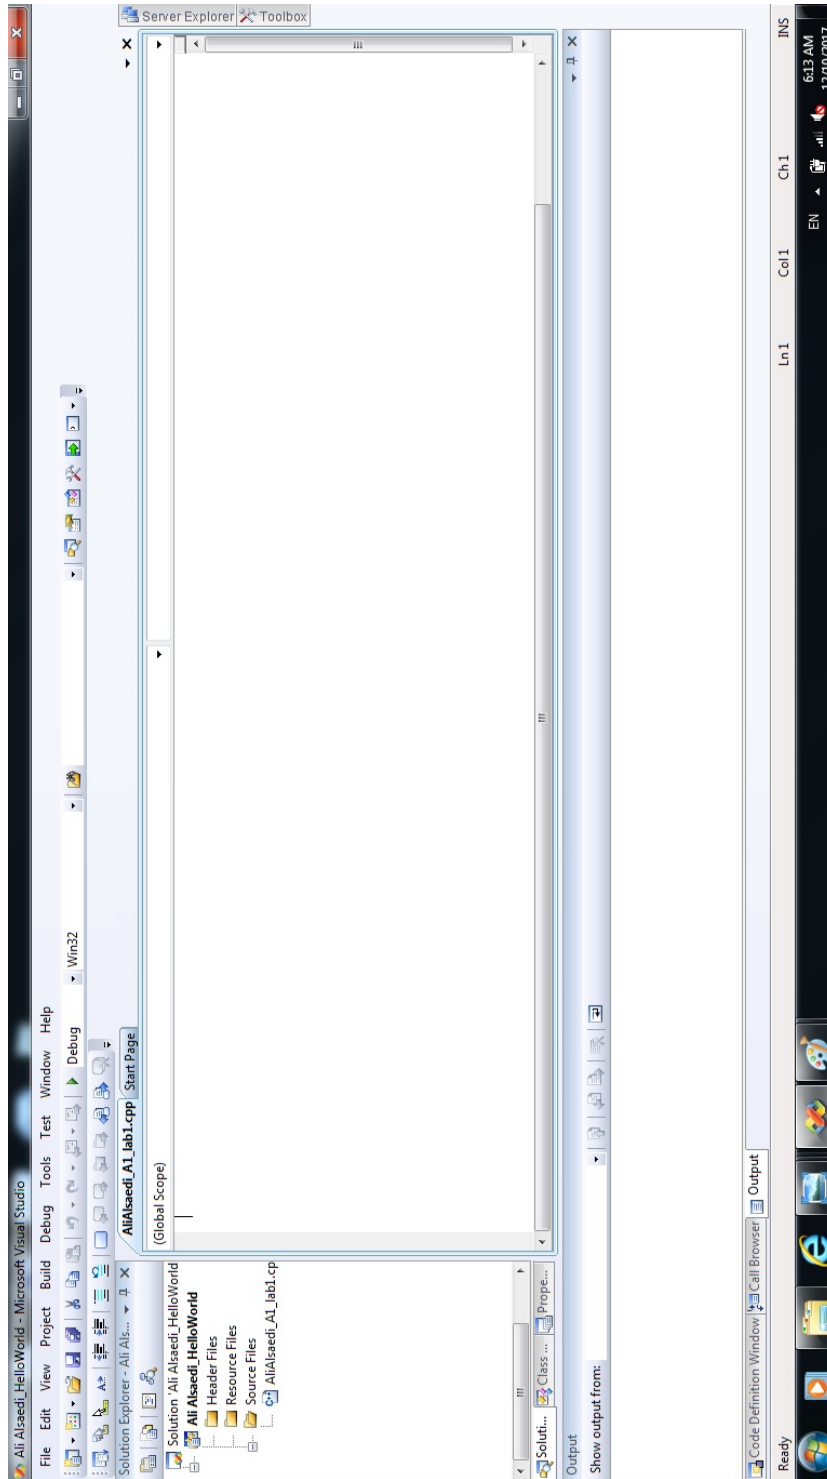 Ali Alsaedi_HelloWorld - Microsoft Visual Studio
File Edit View Project Build Debug Tools Test Window Help
Debug Win32
Solution Explorer - Ali Als...
Solution 'Ali Alsaedi_HelloWorld
Ali Alsaedi_HelloWorld
Header Files
Resource Files
Source Files
AliAlsaedi_A1_lab1.cp
Soluti... Class ... Prope...
AliAlsaedi_A1_lab1.cpp Start Page
(Global Scope)
Server Explorer Toolbox
Output
Show output from:
Code Definition Window Call Browser Output
Ready Ln 1 Col 1 Ch 1 INS
EN 6:13 AM
12/10/2017